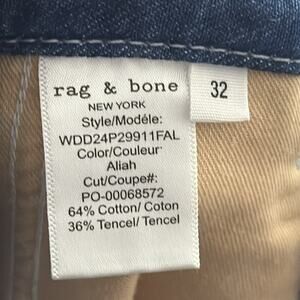 rag & bone
32
NEW YORK
Style/Modéle:
WDD24P29911FAL
Color/Couleur
Aliah
Cut/Coupe#:
PO-00068572
64% Cotton/ Coton
36% Tencel/ Tencel